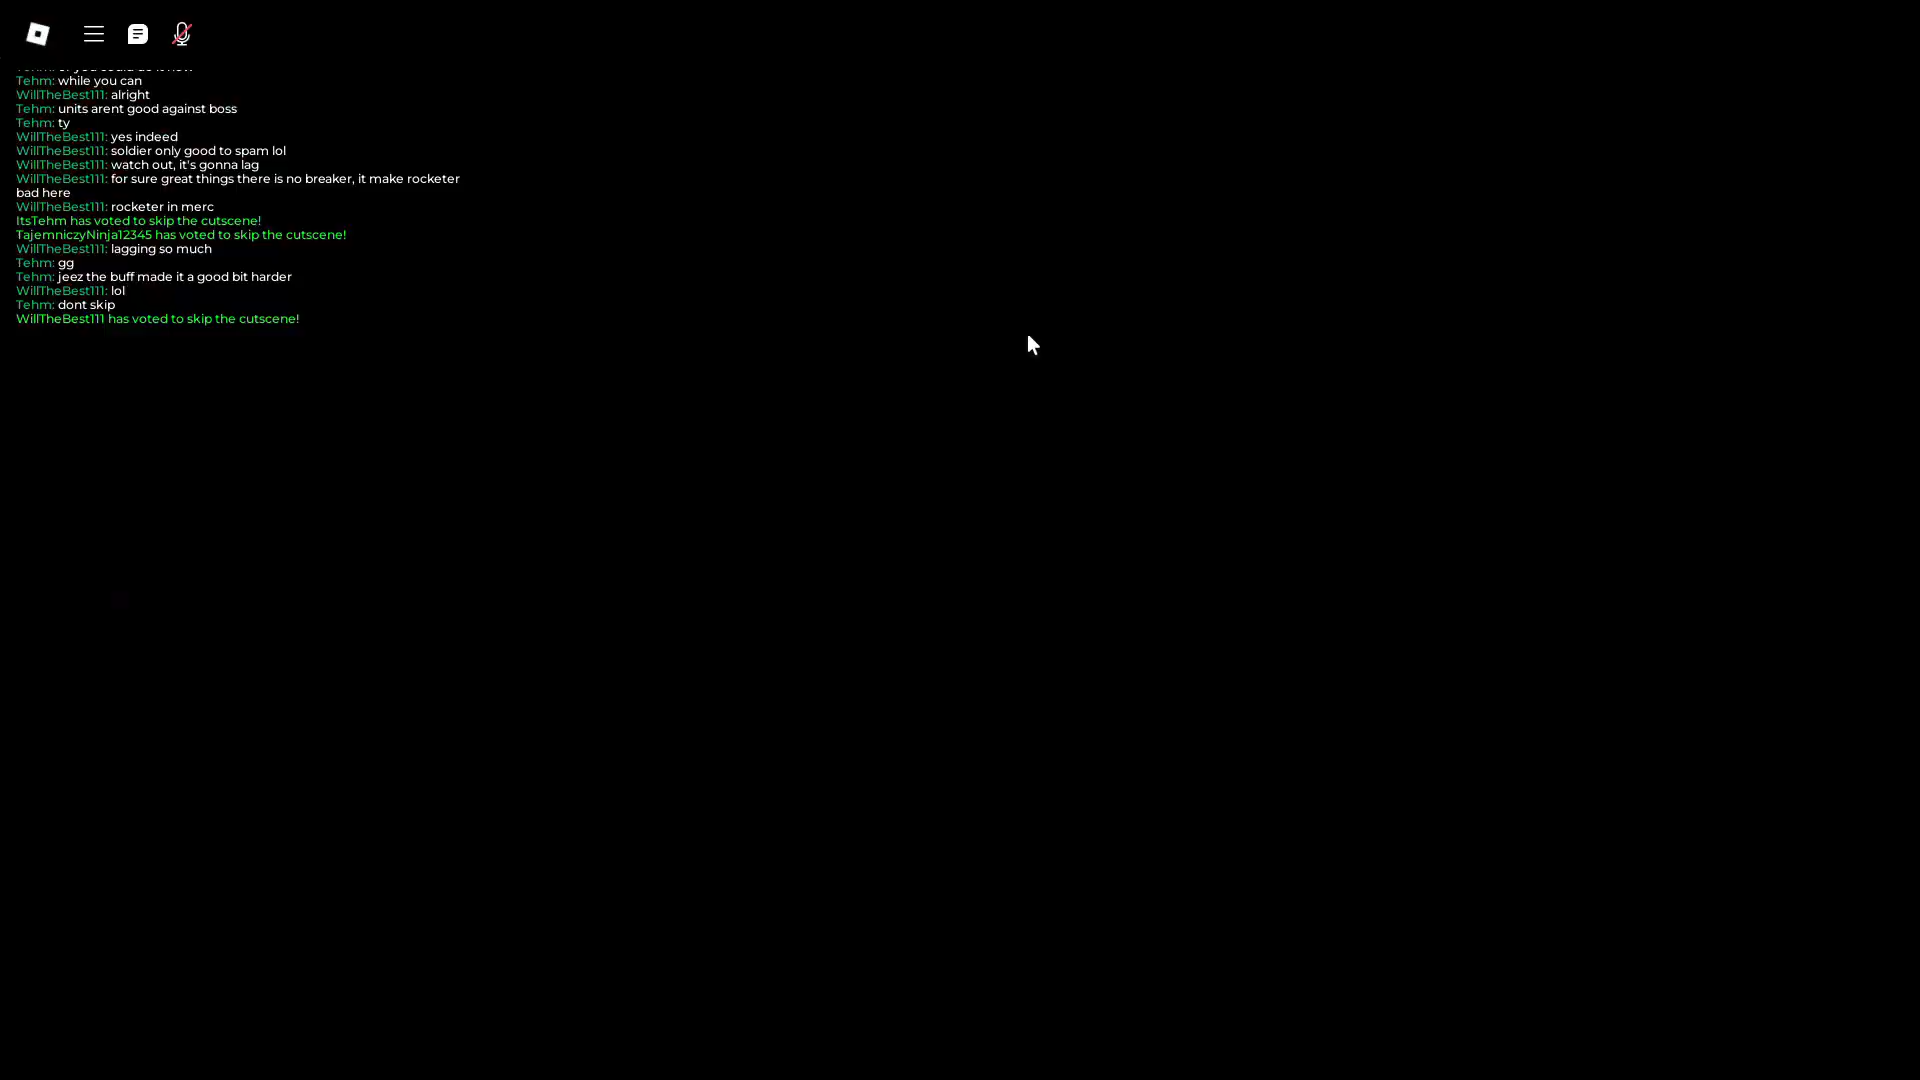 Tehm: while you can
WillTheBest111: alright
Tehm: units arent good against boss
Tehm: ty
WillTheBest111: yes indeed
WillTheBest111: soldier only good to spam lol
WillTheBest111: watch out, it's gonna lag
WillTheBest111: for sure great things there is no breaker, it make rocketer
bad here
WillTheBest111: rocketer in merc
ItsTehm has voted to skip the cutscene!
TajemniczyNinja12345 has voted to skip the cutscene!
WillTheBest111: lagging so much
Tehm: gg
Tehm: jeez the buff made it a good bit harder
WillTheBest111: lol
Tehm: dont skip
WillTheBest111 has voted to skip the cutscene!